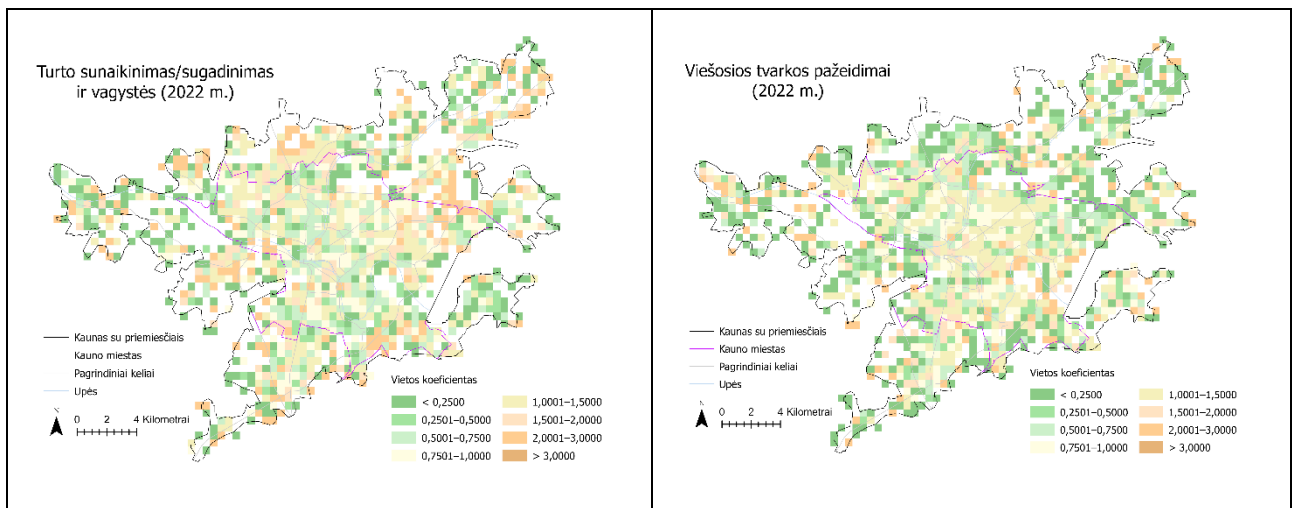 Turto sunaikinimas/sugadinimas
ir vagystės (2022 m.)
Kaunas su priemiesčiais
Kauno miestas
Pagrindiniai keliai
Upės
N
0 2 4 Kilometrai
Vietos koeficientas
< 0,2500
0,2501–0,5000
0,5001–0,7500
0,7501–1,0000
1,0001–1,5000
1,5001–2,0000
2,0001–3,0000
> 3,0000
Viešosios tvarkos pažeidimai
(2022 m.)
Kaunas su priemiesčiais
Kauno miestas
Pagrindiniai keliai
Upės
N
0 2 4 Kilometrai
Vietos koeficientas
< 0,2500
0,2501–0,5000
0,5001–0,7500
0,7501–1,0000
1,0001–1,5000
1,5001–2,0000
2,0001–3,0000
> 3,0000